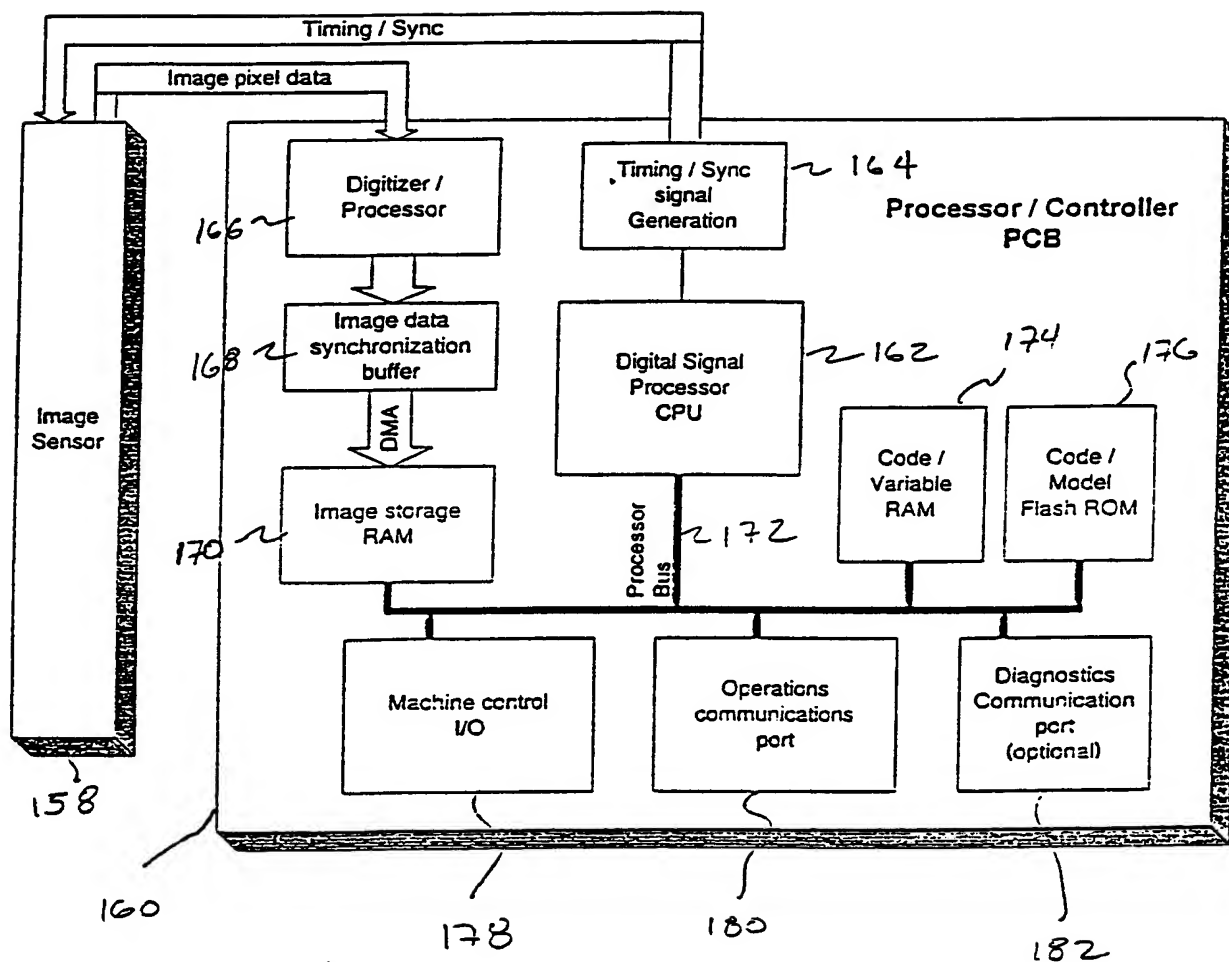 Timing / Sync
Image pixel data
Digitizer /
Processor
166
Timing / Sync
signal
Generation
164
Processor / Controller
PCB
Image data
synchronization
buffer
168
Digital Signal
Processor
CPU
162
174
176
Image
Sensor
DMA
Code /
Variable
RAM
Code /
Model
Flash ROM
Image storage
RAM
170
Processor
Bus
172
Machine control
I/O
Operations
communications
port
Diagnostics
Communication
port
(optional)
158
160
178
180
182